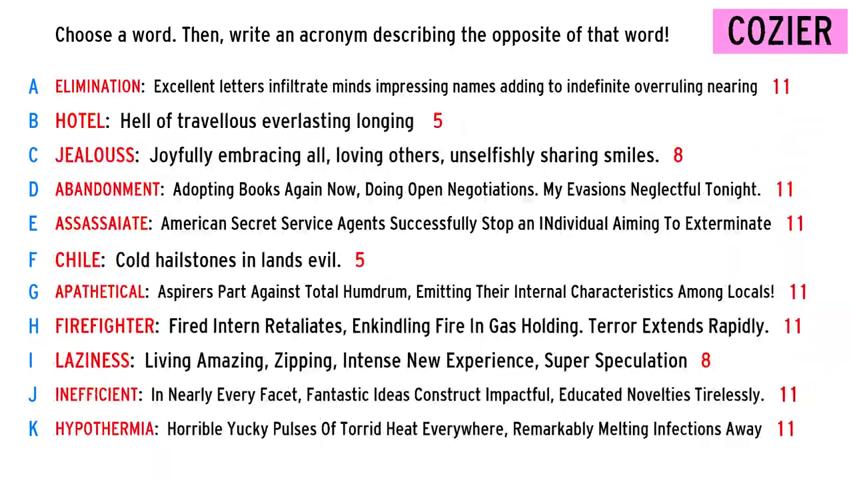 Choose a word. Then, write an acronym describing the opposite of that word!
COZIER
A ELIMINATION: Excellent letters infiltrate minds impressing names adding to indefinite overruling nearing 11
B HOTEL: Hell of travellous everlasting longing 5
C JEALOUSS: Joyfully embracing all, loving others, unselfishly sharing smiles. 8
D ABANDONMENT: Adopting Books Again Now, Doing Open Negotiations. My Evasions Neglectful Tonight. 11
E ASSASSAIATE: American Secret Service Agents Successfully Stop an INdividual Aiming To Exterminate 11
F CHILE: Cold hailstones in lands evil. 5
G APATHETICAL: Aspirers Part Against Total Humdrum, Emitting Their Internal Characteristics Among Locals! 11
H FIREFIGHTER: Fired Intern Retaliates, Enkindling Fire In Gas Holding. Terror Extends Rapidly. 11
I LAZINESS: Living Amazing, Zipping, Intense New Experience, Super Speculation 8
J INEFFICIENT: In Nearly Every Facet, Fantastic Ideas Construct Impactful, Educated Novelties Tirelessly. 11
K HYPOTHERMIA: Horrible Yucky Pulses Of Torrid Heat Everywhere, Remarkably Melting Infections Away 11